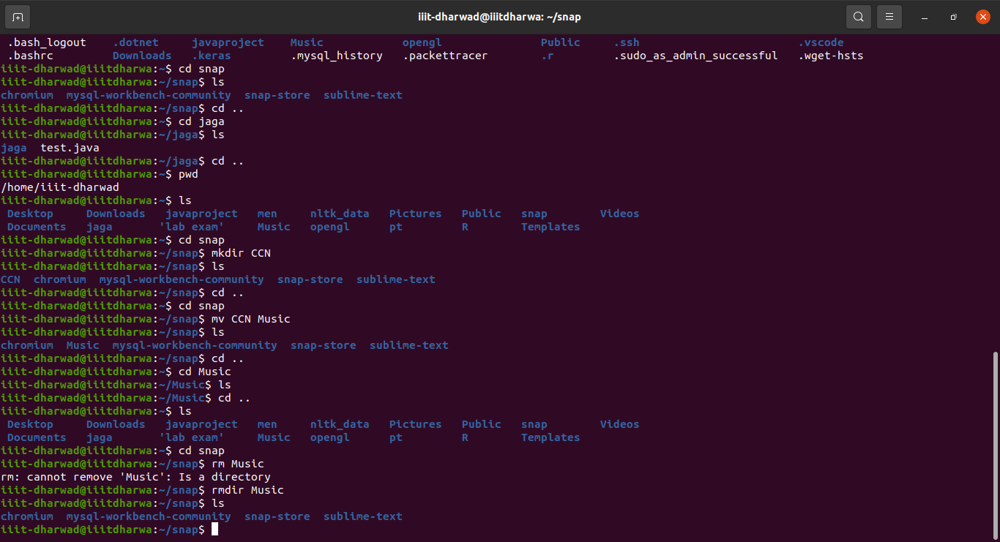 iiit-dharwad@iiitdharwa: ~/snap
.bash_logout    .dotnet     javaproject    Music            opengl               Public     .ssh                        .vscode
.bashrc         Downloads   .keras         .mysql_history   .packettracer        .r         .sudo_as_admin_successful   .wget-hsts
iiit-dharwad@iiitdharwa:~$ cd snap
iiit-dharwad@iiitdharwa:~/snap$ ls
chromium  mysql-workbench-community  snap-store  sublime-text
iiit-dharwad@iiitdharwa:~/snap$ cd ..
iiit-dharwad@iiitdharwa:~$ cd jaga
iiit-dharwad@iiitdharwa:~/jaga$ ls
jaga  test.java
iiit-dharwad@iiitdharwa:~/jaga$ cd ..
iiit-dharwad@iiitdharwa:~$ pwd
/home/iiit-dharwad
iiit-dharwad@iiitdharwa:~$ ls
Desktop     Downloads   javaproject   men     nltk_data   Pictures   Public   snap        Videos
Documents   jaga       'lab exam'     Music   opengl      pt         R        Templates
iiit-dharwad@iiitdharwa:~$ cd snap
iiit-dharwad@iiitdharwa:~/snap$ mkdir CCN
iiit-dharwad@iiitdharwa:~/snap$ ls
CCN  chromium  mysql-workbench-community  snap-store  sublime-text
iiit-dharwad@iiitdharwa:~/snap$ cd ..
iiit-dharwad@iiitdharwa:~$ cd snap
iiit-dharwad@iiitdharwa:~/snap$ mv CCN Music
iiit-dharwad@iiitdharwa:~/snap$ ls
chromium  Music  mysql-workbench-community  snap-store  sublime-text
iiit-dharwad@iiitdharwa:~/snap$ cd ..
iiit-dharwad@iiitdharwa:~$ cd Music
iiit-dharwad@iiitdharwa:~/Music$ ls
iiit-dharwad@iiitdharwa:~/Music$ cd ..
iiit-dharwad@iiitdharwa:~$ ls
Desktop     Downloads   javaproject   men     nltk_data   Pictures   Public   snap        Videos
Documents   jaga       'lab exam'     Music   opengl      pt         R        Templates
iiit-dharwad@iiitdharwa:~$ cd snap
iiit-dharwad@iiitdharwa:~/snap$ rm Music
rm: cannot remove 'Music': Is a directory
iiit-dharwad@iiitdharwa:~/snap$ rmdir Music
iiit-dharwad@iiitdharwa:~/snap$ ls
chromium  mysql-workbench-community  snap-store  sublime-text
iiit-dharwad@iiitdharwa:~/snap$